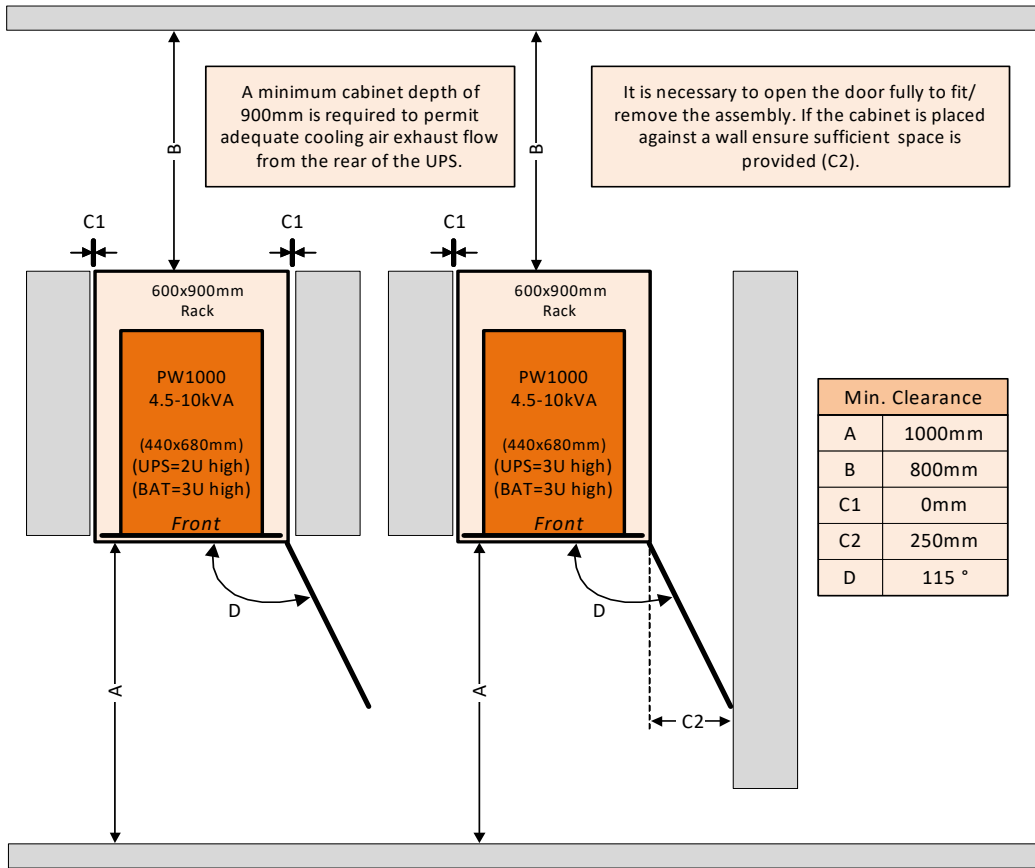 A minimum cabinet depth of
900mm is required to permit
adequate cooling air exhaust flow
from the rear of the UPS.
It is necessary to open the door fully to fit/
remove the assembly. If the cabinet is placed
against a wall ensure sufficient space is
provided (C2).
B
B
C1
C1
C1
600x900mm
Rack
PW1000
4.5-10kVA
(440x680mm)
(UPS=2U high)
(BAT=3U high)
Front
D
A
600x900mm
Rack
PW1000
4.5-10kVA
(440x680mm)
(UPS=3U high)
(BAT=3U high)
Front
D
A
C2
Min. Clearance
A 1000mm
B 800mm
C1 0mm
C2 250mm
D 115 °